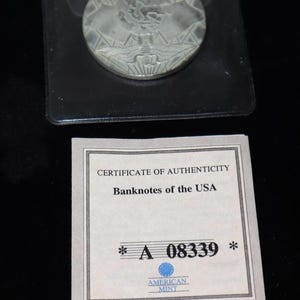 CERTIFICATE OF AUTHENTICITY
Banknotes of the USA
* A 08339 *
AMERICAN
MINT